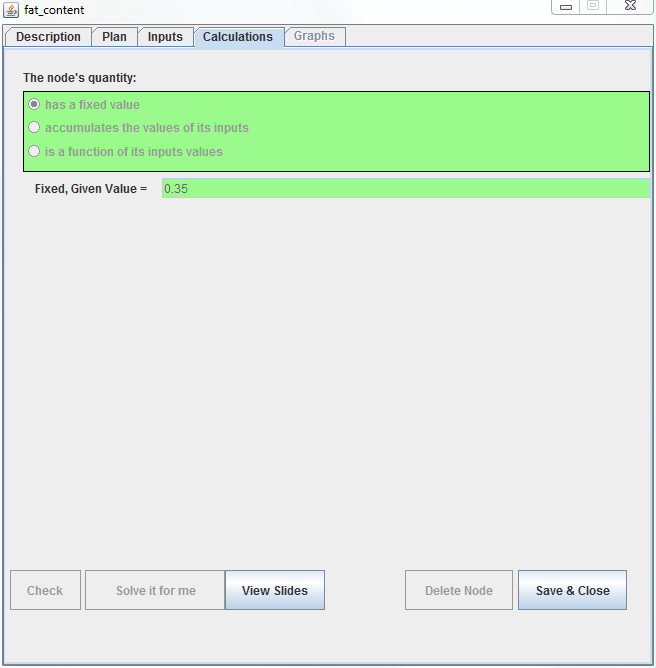 fat_content
Description Plan Inputs Calculations Graphs
The node's quantity:
has a fixed value
accumulates the values of its inputs
is a function of its inputs values
Fixed, Given Value = 0.35
Check Solve it for me View Slides Delete Node Save & Close